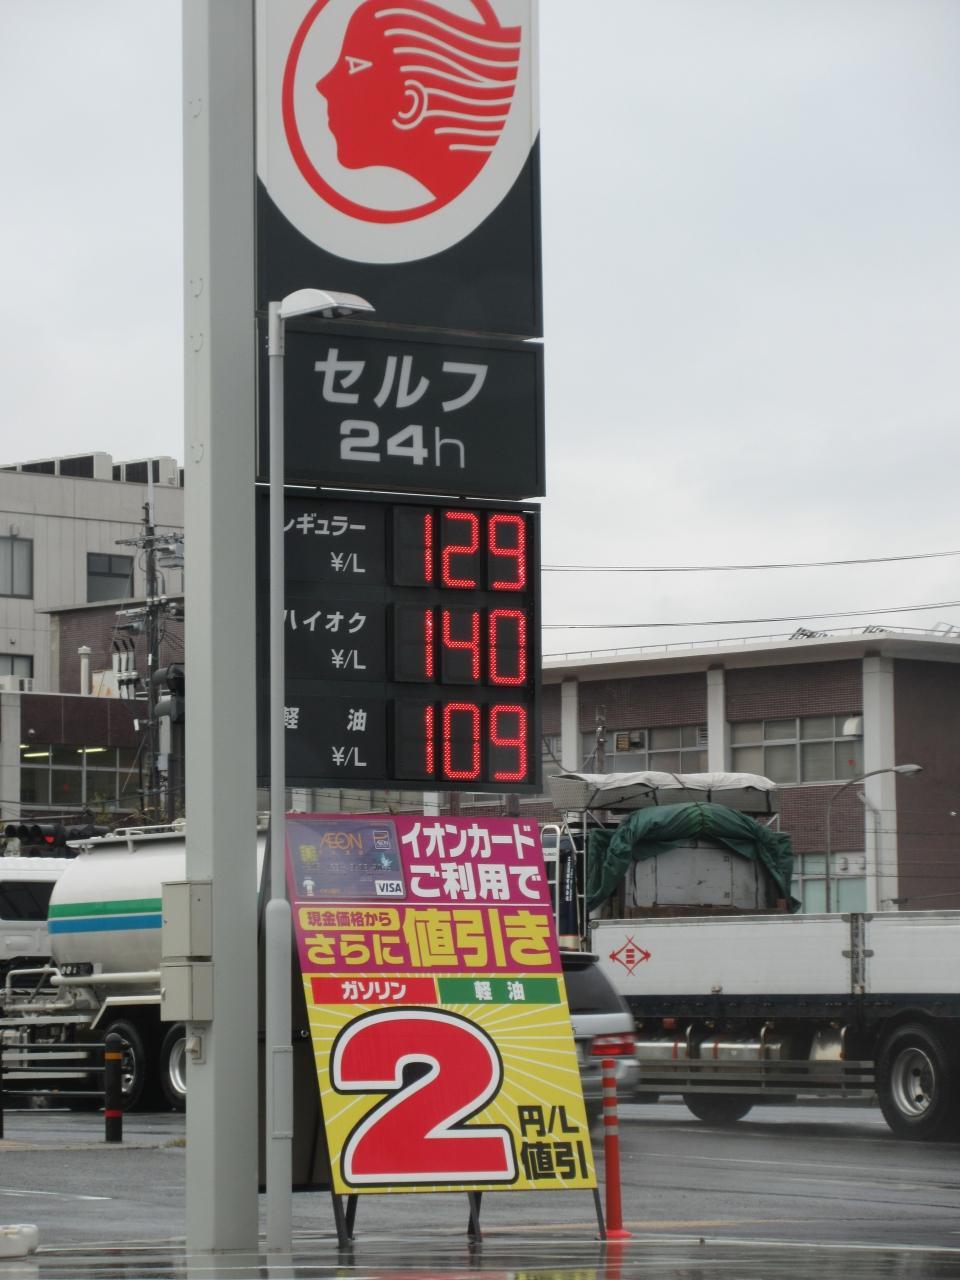 セルフ
24h
レギュラー
¥/L
129
ハイオク
¥/L
140
軽油
¥/L
109
AEON
VISA
イオンカード
ご利用で
現金価格から
さらに値引き
ガソリン
軽油
2
円/L
値引